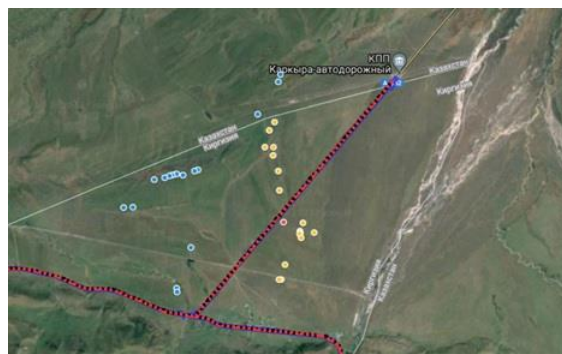 КПП
Каркыра-автодорожный
Казахстан
Киргизия
Казахстан
Киргизия
Киргизия
Казахстан